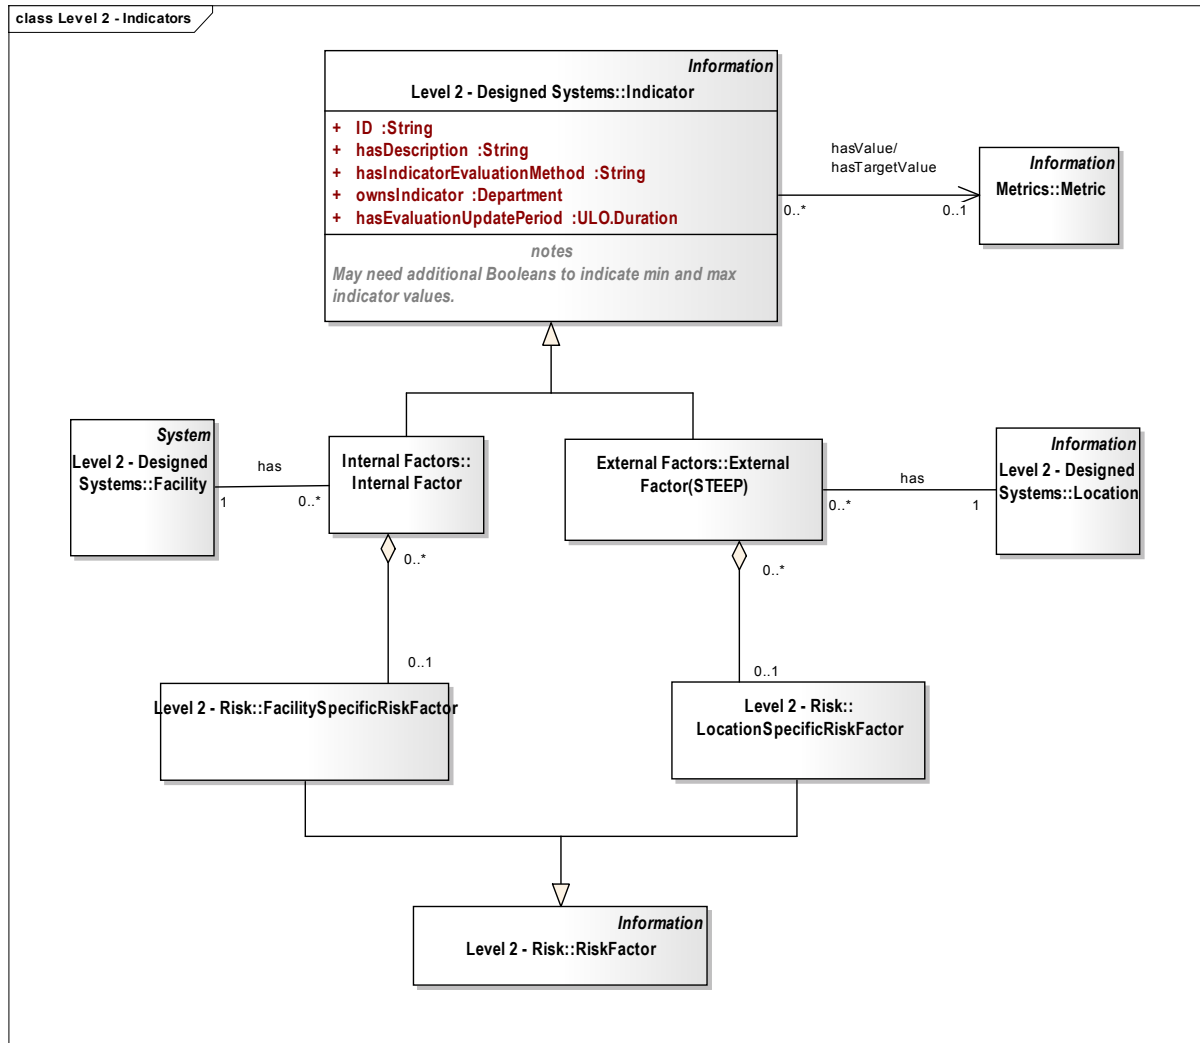 class Level 2 - Indicators
Information
Level 2 - Designed Systems::Indicator
+ ID :String
+ hasDescription :String
+ hasIndicatorEvaluationMethod :String
+ ownsIndicator :Department
+ hasEvaluationUpdatePeriod :ULO.Duration
notes
May need additional Booleans to indicate min and max
indicator values.
hasValue/
hasTargetValue
0..*
0..1
Information
Metrics::Metric
System
Level 2 - Designed
Systems::Facility
has
1
0..*
Internal Factors::
Internal Factor
External Factors::External
Factor(STEEP)
has
0..*
1
Information
Level 2 - Designed
Systems::Location
0..*
0..1
0..*
0..1
Level 2 - Risk::FacilitySpecificRiskFactor
Level 2 - Risk::
LocationSpecificRiskFactor
Information
Level 2 - Risk::RiskFactor